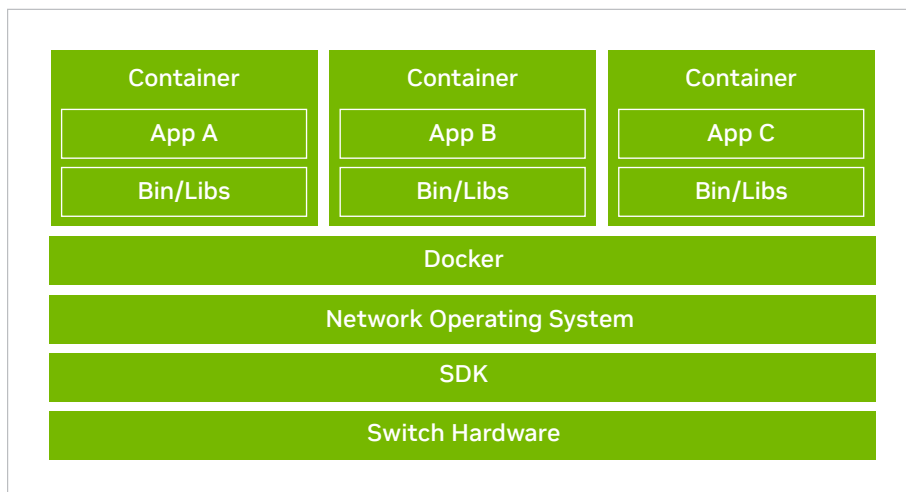 Container
App A
Bin/Libs
Container
App B
Bin/Libs
Container
App C
Bin/Libs
Docker
Network Operating System
SDK
Switch Hardware